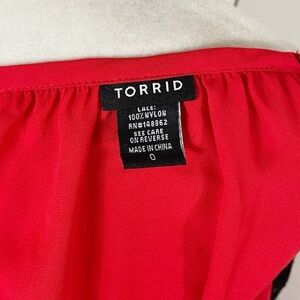 TORRID
LACE:
100%NYLON
RN#148862
SEE CARE
ON REVERSE
MADE IN CHINA
0